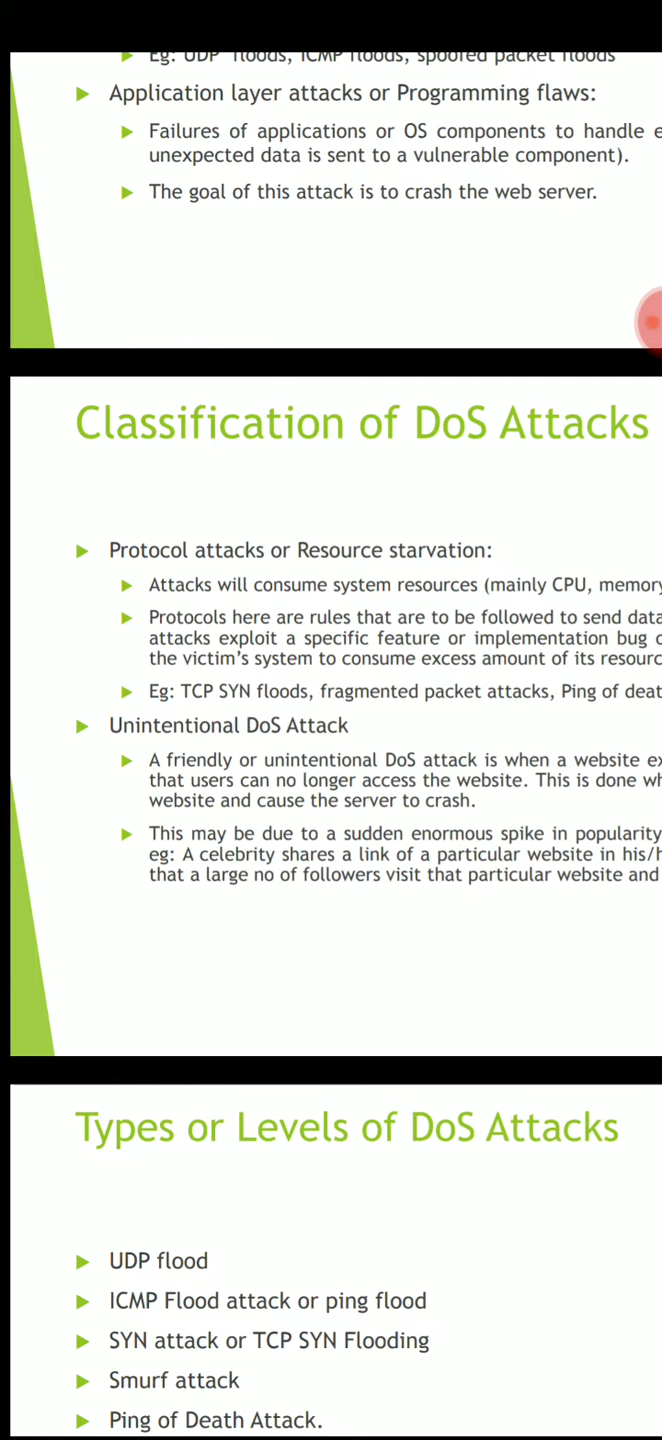 Eg: UDP floods, ICMP floods, spoofed packet floods
Application layer attacks or Programming flaws:
Failures of applications or OS components to handle
unexpected data is sent to a vulnerable component).
The goal of this attack is to crash the web server.
Classification of DoS Attacks
Protocol attacks or Resource starvation:
Attacks will consume system resources (mainly CPU, memory
Protocols here are rules that are to be followed to send data
attacks exploit a specific feature or implementation bug
the victim's system to consume excess amount of its
Eg: TCP SYN floods, fragmented packet attacks, Ping of
Unintentional DoS Attack
A friendly or unintentional DoS attack is when a website
that users can no longer access the website. This is done
website and cause the server to crash.
This may be due to a sudden enormous spike in popularity
eg: A celebrity shares a link of a particular website in
that a large no of followers visit that particular website and
Types or Levels of DoS Attacks
UDP flood
ICMP Flood attack or ping flood
SYN attack or TCP SYN Flooding
Smurf attack
Ping of Death Attack.